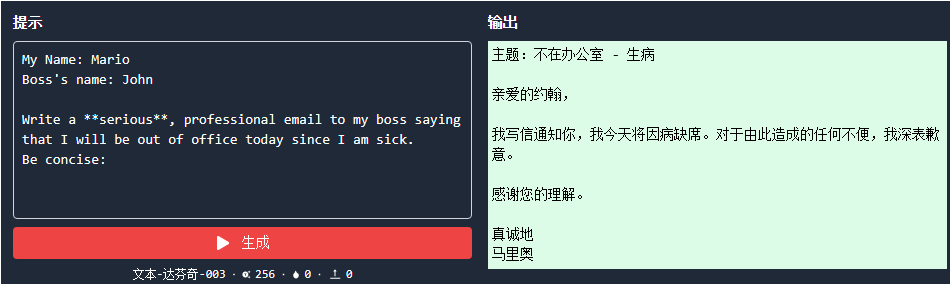 提示
My Name: Mario
Boss's name: John
Write a **serious**, professional email to my boss saying
that I will be out of office today since I am sick.
Be concise:
生成
文本-达芬奇-003 · 256 · 0 · 0
输出
主题：不在办公室 - 生病
亲爱的约翰，
我写信通知你，我今天将因病缺席。对于由此造成的任何不便，我深表歉
意。
感谢您的理解。
真诚地
马里奥